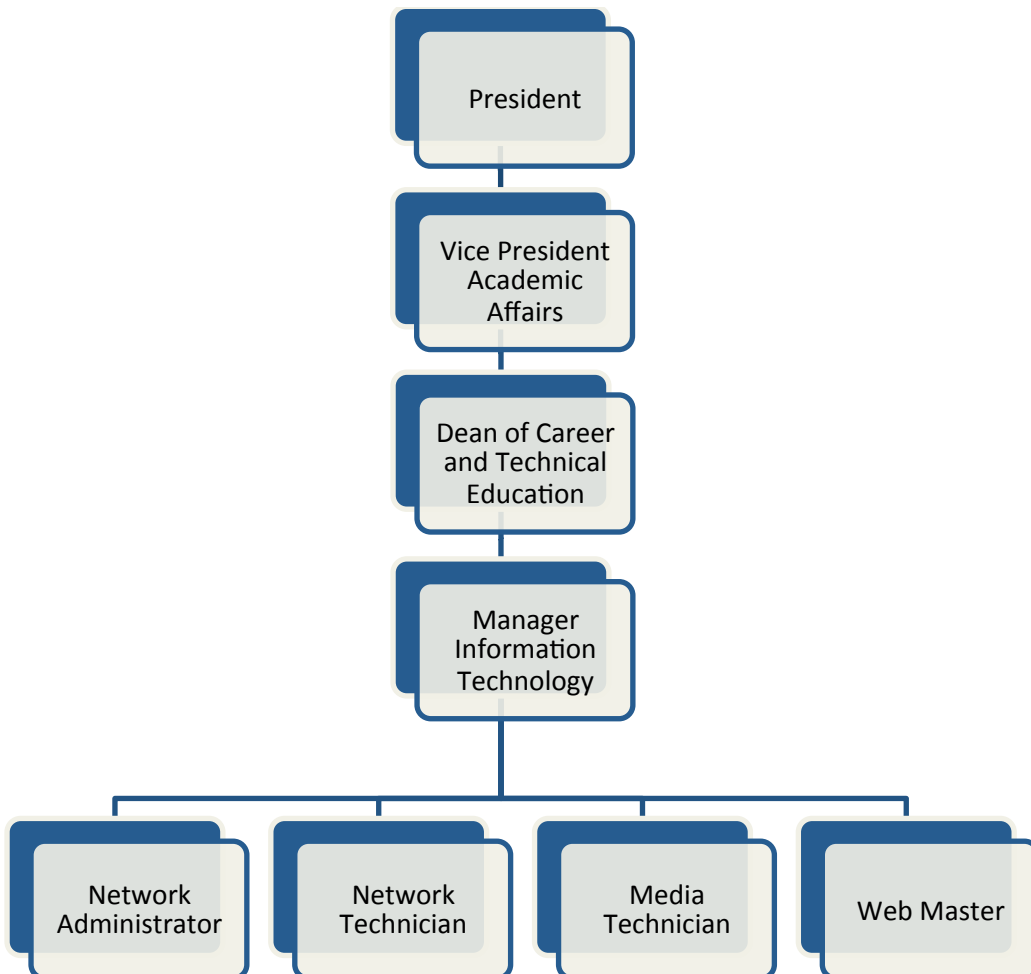 President
Vice President
Academic
Affairs
Dean of Career
and Technical
Education
Manager
Information
Technology
Network
Administrator
Network
Technician
Media
Technician
Web Master